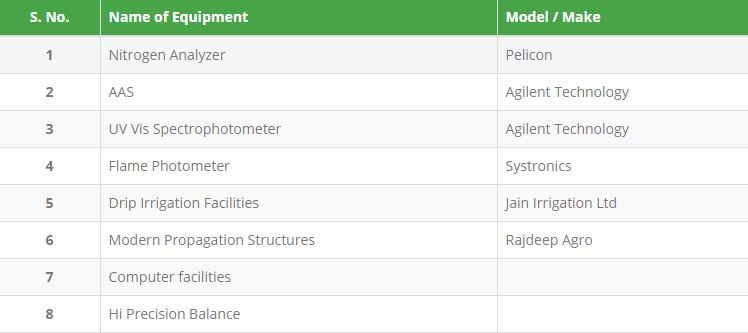 S. No. Name of Equipment Model / Make
1 Nitrogen Analyzer Pelicon
2 AAS Agilent Technology
3 UV Vis Spectrophotometer Agilent Technology
4 Flame Photometer Systronics
5 Drip Irrigation Facilities Jain Irrigation Ltd
6 Modern Propagation Structures Rajdeep Agro
7 Computer facilities
8 Hi Precision Balance